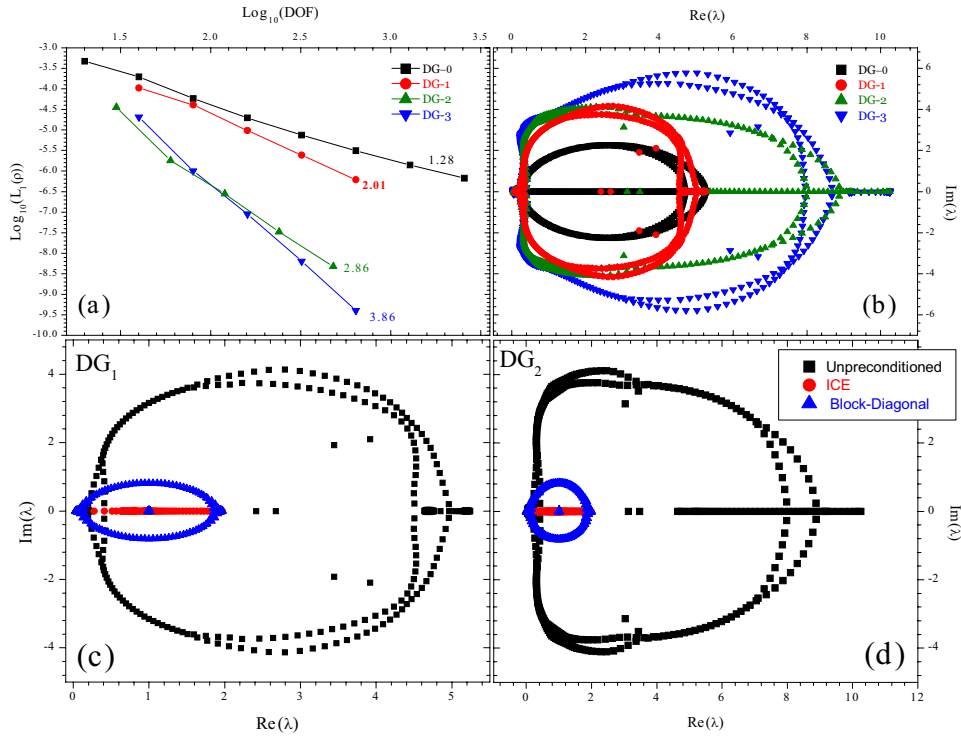 Log10(DOF)
1.5 2.0 2.5 3.0 3.5
-3.0
-3.5
-4.0
-4.5
-5.0
-5.5
-6.0
-6.5
-7.0
-7.5
-8.0
-8.5
-9.0
-9.5
-10.0
Log10(L1(ρ))
DG-0
DG-1
DG-2
DG-3
1.28
2.01
2.86
3.86
(a)
Re(λ)
0 2 4 6 8 10
DG-0
DG-1
DG-2
DG-3
6
4
2
0
-2
-4
-6
Im(λ)
(b)
DG1
4
2
0
-2
-4
Im(λ)
(c)
0 1 2 3 4 5
Re(λ)
DG2
Unpreconditioned
ICE
Block-Diagonal
4
2
0
-2
-4
Im(λ)
(d)
0 2 4 6 8 10 12
Re(λ)